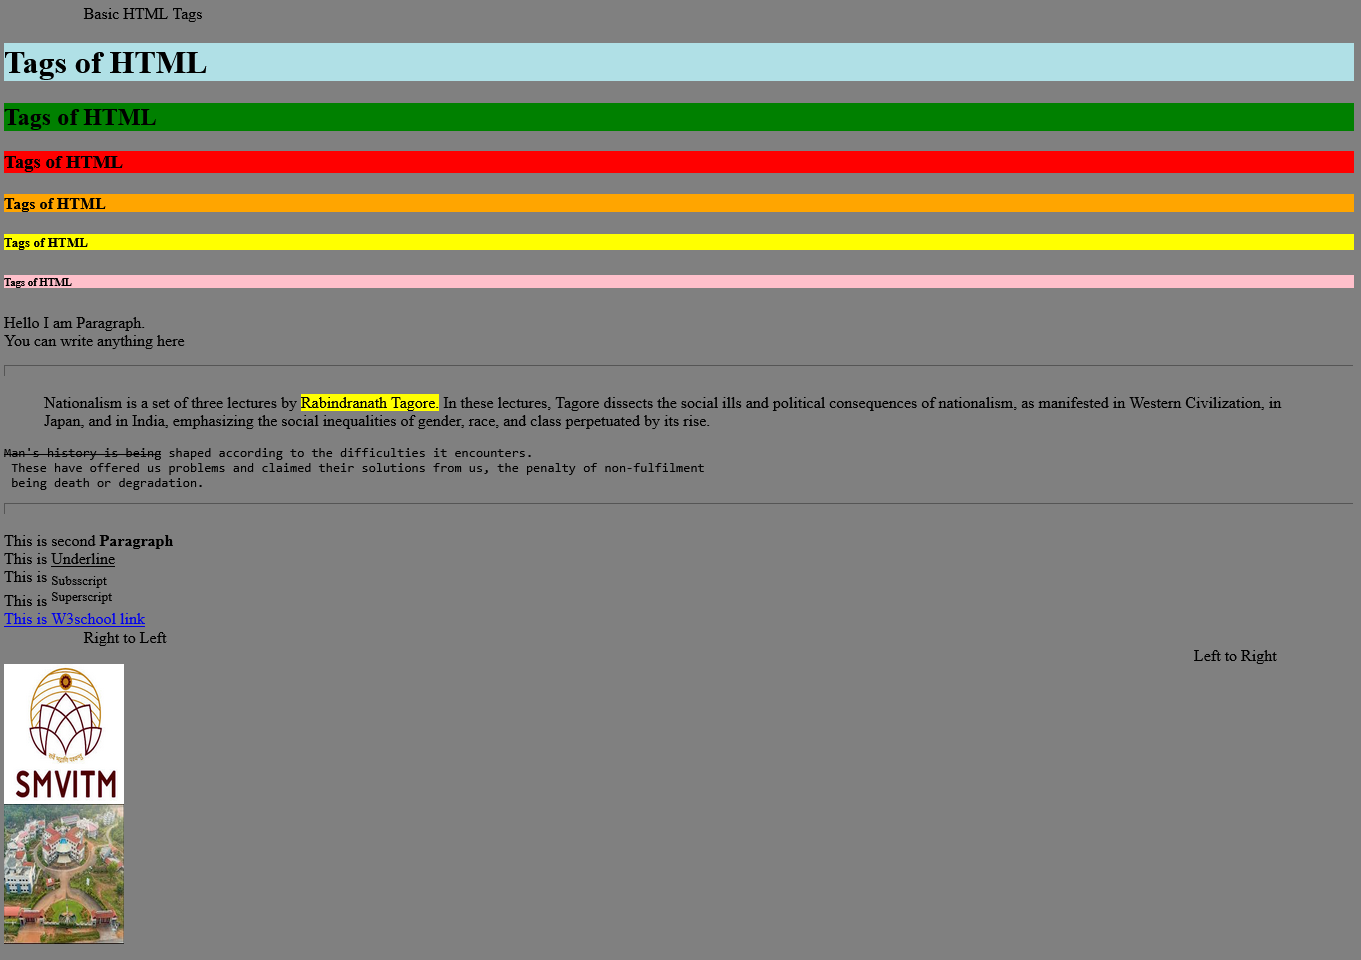 Basic HTML Tags
Tags of HTML
Tags of HTML
Tags of HTML
Tags of HTML
Tags of HTML
Tags of HTML
Hello I am Paragraph.
You can write anything here
Nationalism is a set of three lectures by Rabindranath Tagore. In these lectures, Tagore dissects the social ills and political consequences of nationalism, as manifested in Western Civilization, in
Japan, and in India, emphasizing the social inequalities of gender, race, and class perpetuated by its rise.
Man's history is being shaped according to the difficulties it encounters.
These have offered us problems and claimed their solutions from us, the penalty of non-fulfilment
being death or degradation.
This is second Paragraph
This is Underline
This is Subsscript
This is Superscript
This is W3school link
Right to Left
Left to Right
SMVITM